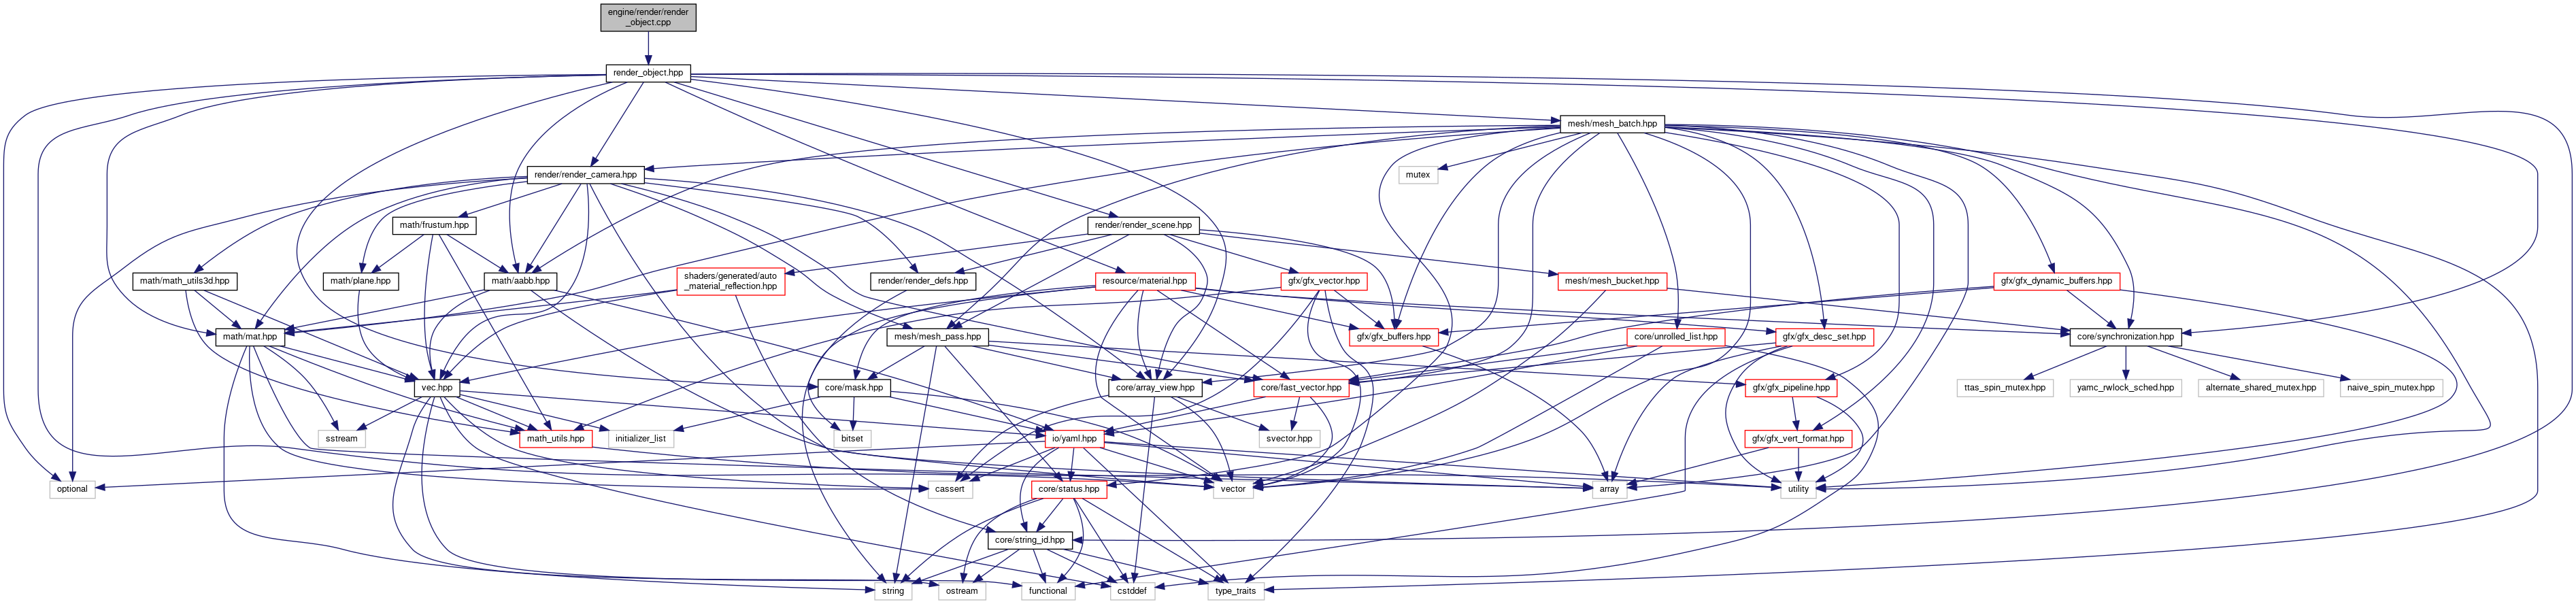 engine/render/render
_object.cpp
render_object.hpp
mesh/mesh_batch.hpp
render/render_camera.hpp
mutex
math/frustum.hpp
render/render_scene.hpp
math/math_utils3d.hpp
math/plane.hpp
math/aabb.hpp
shaders/generated/auto
_material_reflection.hpp
render/render_defs.hpp
resource/material.hpp
gfx/gfx_vector.hpp
mesh/mesh_bucket.hpp
gfx/gfx_dynamic_buffers.hpp
math/mat.hpp
mesh/mesh_pass.hpp
gfx/gfx_buffers.hpp
core/unrolled_list.hpp
gfx/gfx_desc_set.hpp
core/synchronization.hpp
vec.hpp
core/mask.hpp
core/array_view.hpp
core/fast_vector.hpp
gfx/gfx_pipeline.hpp
ttas_spin_mutex.hpp
yamc_rwlock_sched.hpp
alternate_shared_mutex.hpp
naive_spin_mutex.hpp
sstream
math_utils.hpp
initializer_list
bitset
io/yaml.hpp
svector.hpp
gfx/gfx_vert_format.hpp
optional
cassert
core/status.hpp
vector
array
utility
core/string_id.hpp
string
ostream
functional
cstddef
type_traits